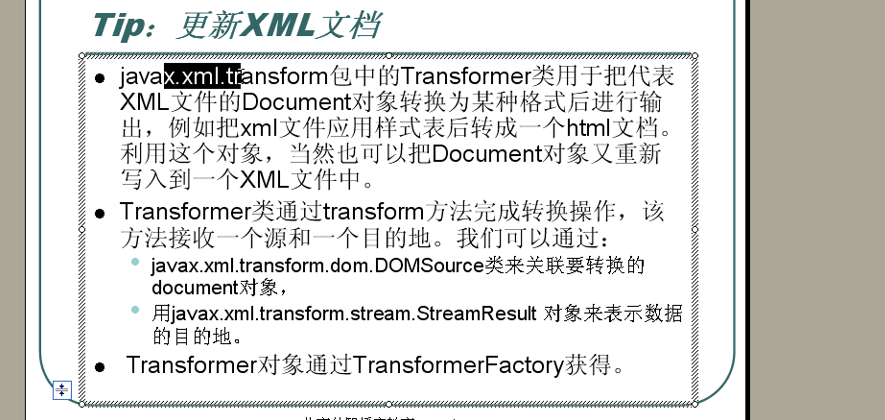 Tip：更新XML文档
javax.xml.transform包中的Transformer类用于把代表
XML文件的Document对象转换为某种格式后进行输
出，例如把xml文件应用样式表后转成一个html文档。
利用这个对象，当然也可以把Document对象又重新
写入到一个XML文件中。
Transformer类通过transform方法完成转换操作，该
方法接收一个源和一个目的地。我们可以通过：
javax.xml.transform.dom.DOMSource类来关联要转换的
document对象，
用javax.xml.transform.stream.StreamResult 对象来表示数据
的目的地。
Transformer对象通过TransformerFactory获得。